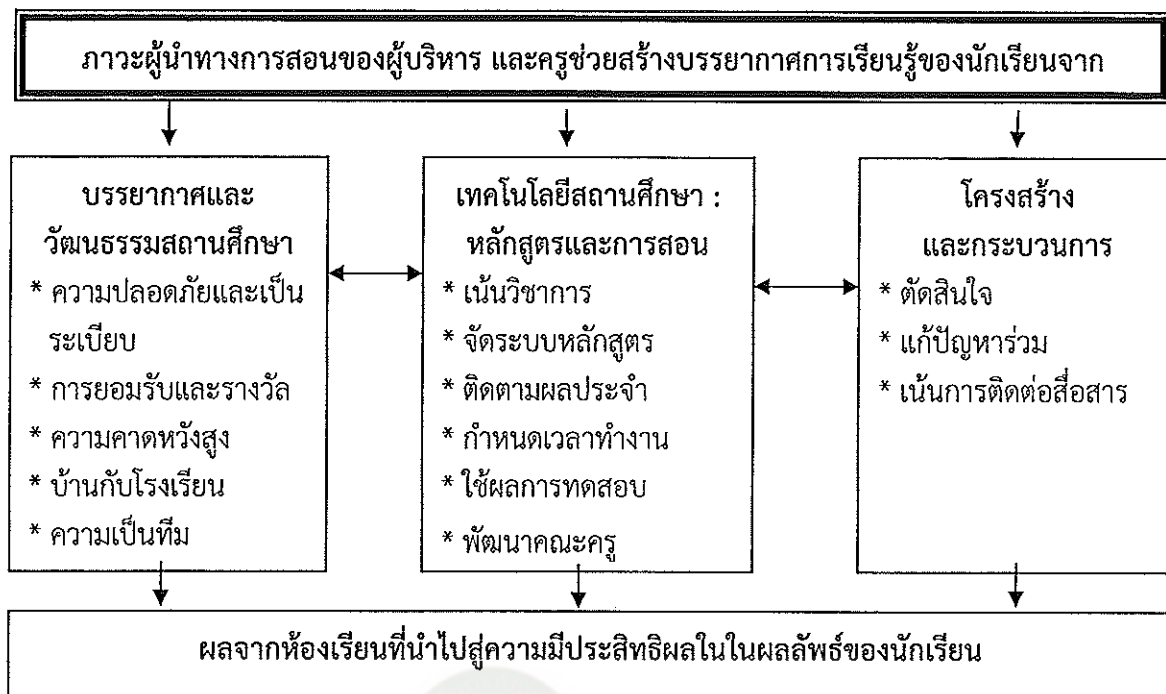 ภาวะผู้นำทางการสอนของผู้บริหาร และครูช่วยสร้างบรรยากาศการเรียนรู้ของนักเรียนจาก
บรรยากาศและ
วัฒนธรรมสถานศึกษา
* ความปลอดภัยและเป็น
ระเบียบ
* การยอมรับและรางวัล
* ความคาดหวังสูง
* บ้านกับโรงเรียน
* ความเป็นทีม
เทคโนโลยีสถานศึกษา :
หลักสูตรและการสอน
* เน้นวิชาการ
* จัดระบบหลักสูตร
* ติดตามผลประจำ
* กำหนดเวลาทำงาน
* ใช้ผลการทดสอบ
* พัฒนาคณะครู
โครงสร้าง
และกระบวนการ
* ตัดสินใจ
* แก้ปัญหาร่วม
* เน้นการติดต่อสื่อสาร
ผลจากห้องเรียนที่นำไปสู่ความมีประสิทธิผลในในผลลัพธ์ของนักเรียน